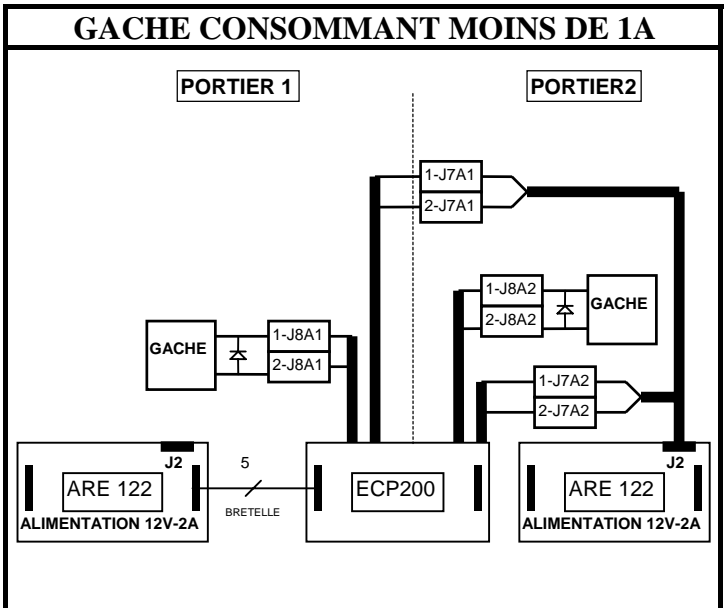 GACHE CONSOMMANT MOINS DE 1A
PORTIER 1
PORTIER2
1-J7A1
2-J7A1
1-J8A2
2-J8A2
GACHE
GACHE
1-J8A1
2-J8A1
1-J7A2
2-J7A2
J2
ARE 122
ALIMENTATION 12V-2A
5
BRETELLE
ECP200
J2
ARE 122
ALIMENTATION 12V-2A